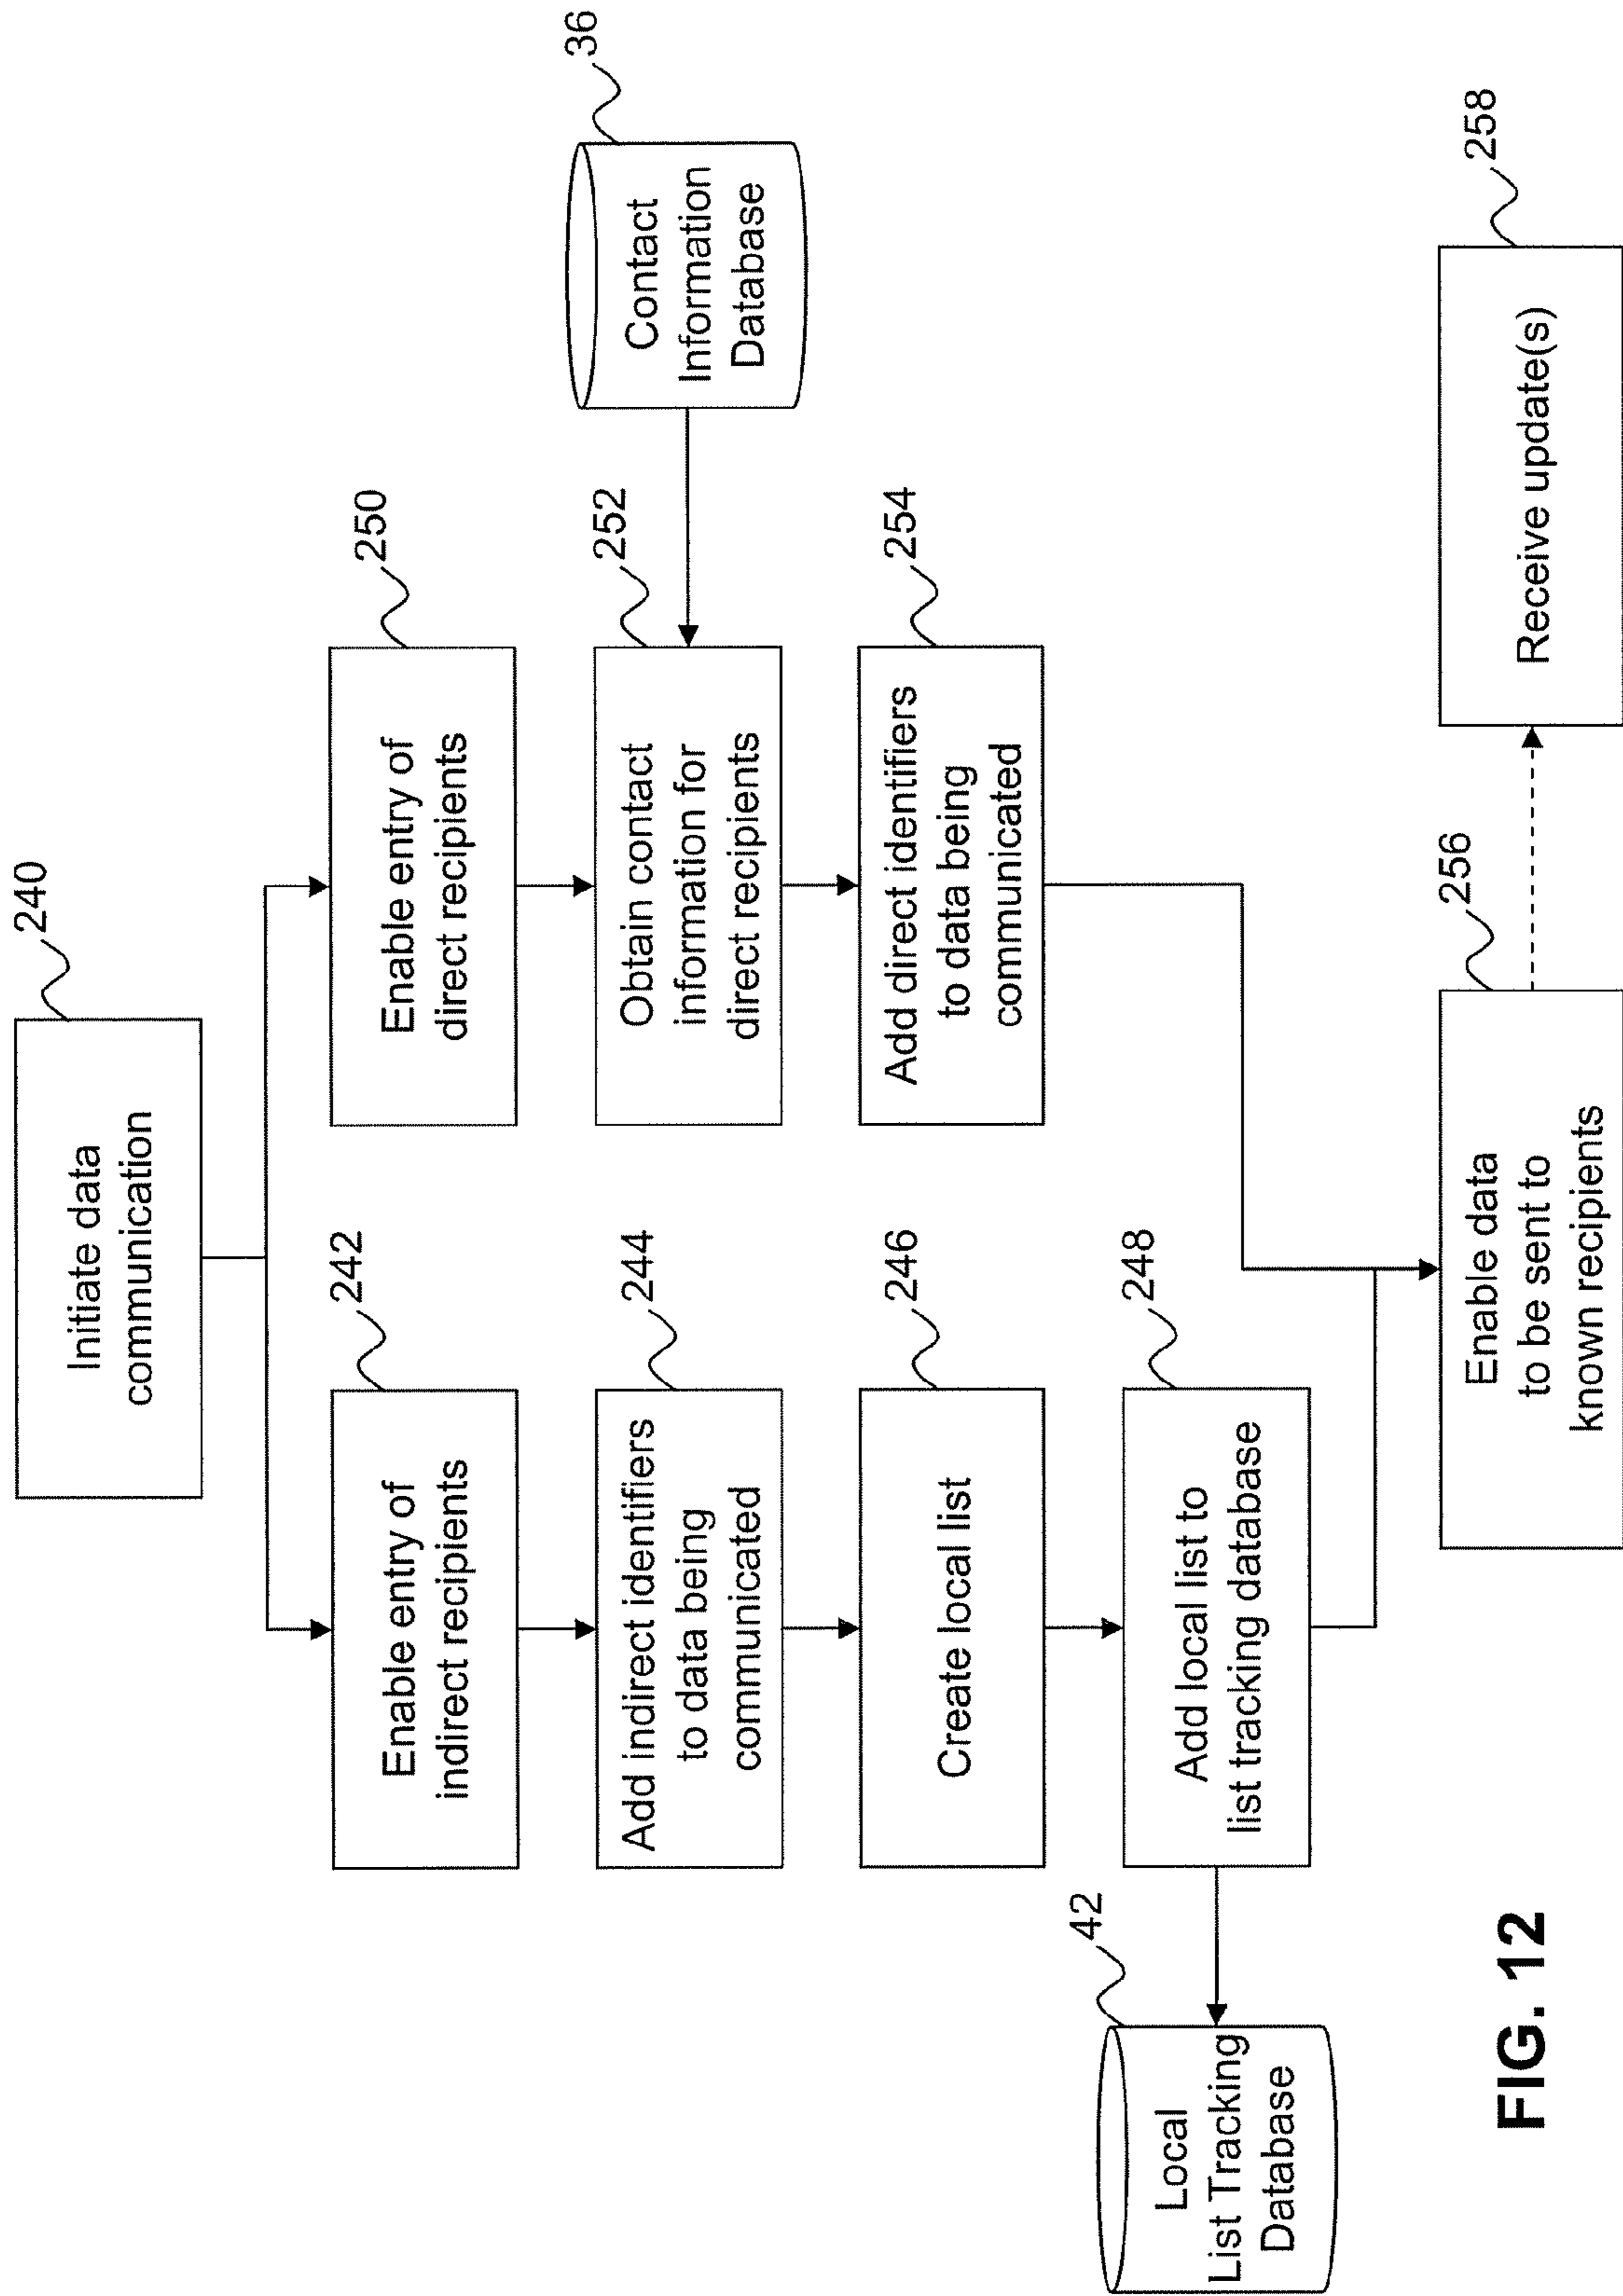 240
Initiate data
communication
242
Enable entry of
indirect recipients
244
Add indirect identifiers
to data being
communicated
246
Create local list
248
Add local list to
list tracking database
42
Local
List Tracking
Database
250
Enable entry of
direct recipients
252
Obtain contact
information for
direct recipients
36
Contact
Information
Database
254
Add direct identifiers
to data being
communicated
256
Enable data
to be sent to
known recipients
258
Receive update(s)
FIG. 12